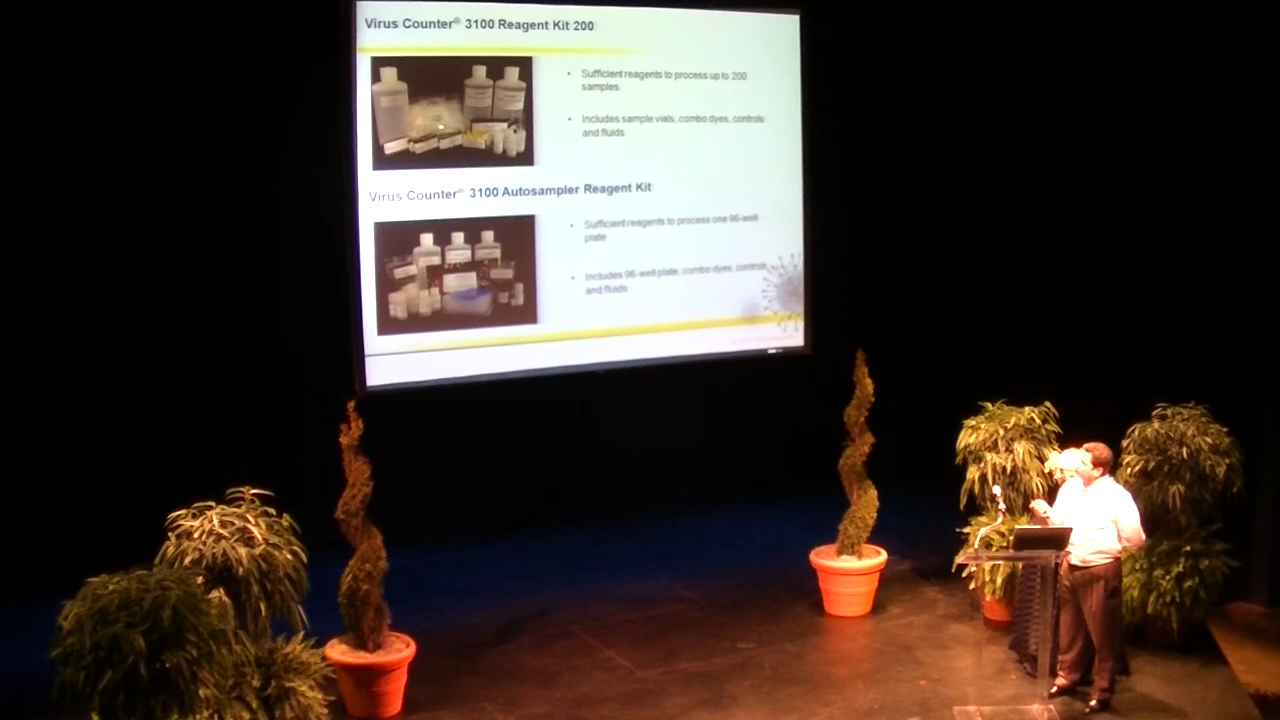 Virus Counter® 3100 Reagent Kit 200
• Sufficient reagents to process up to 200
samples
• Includes sample vials, combo dyes, controls
and fluids
Virus Counter® 3100 Autosampler Reagent Kit
• Sufficient reagents to process one 96-well
plate
• Includes 96-well plate, combo dyes, controls
and fluids